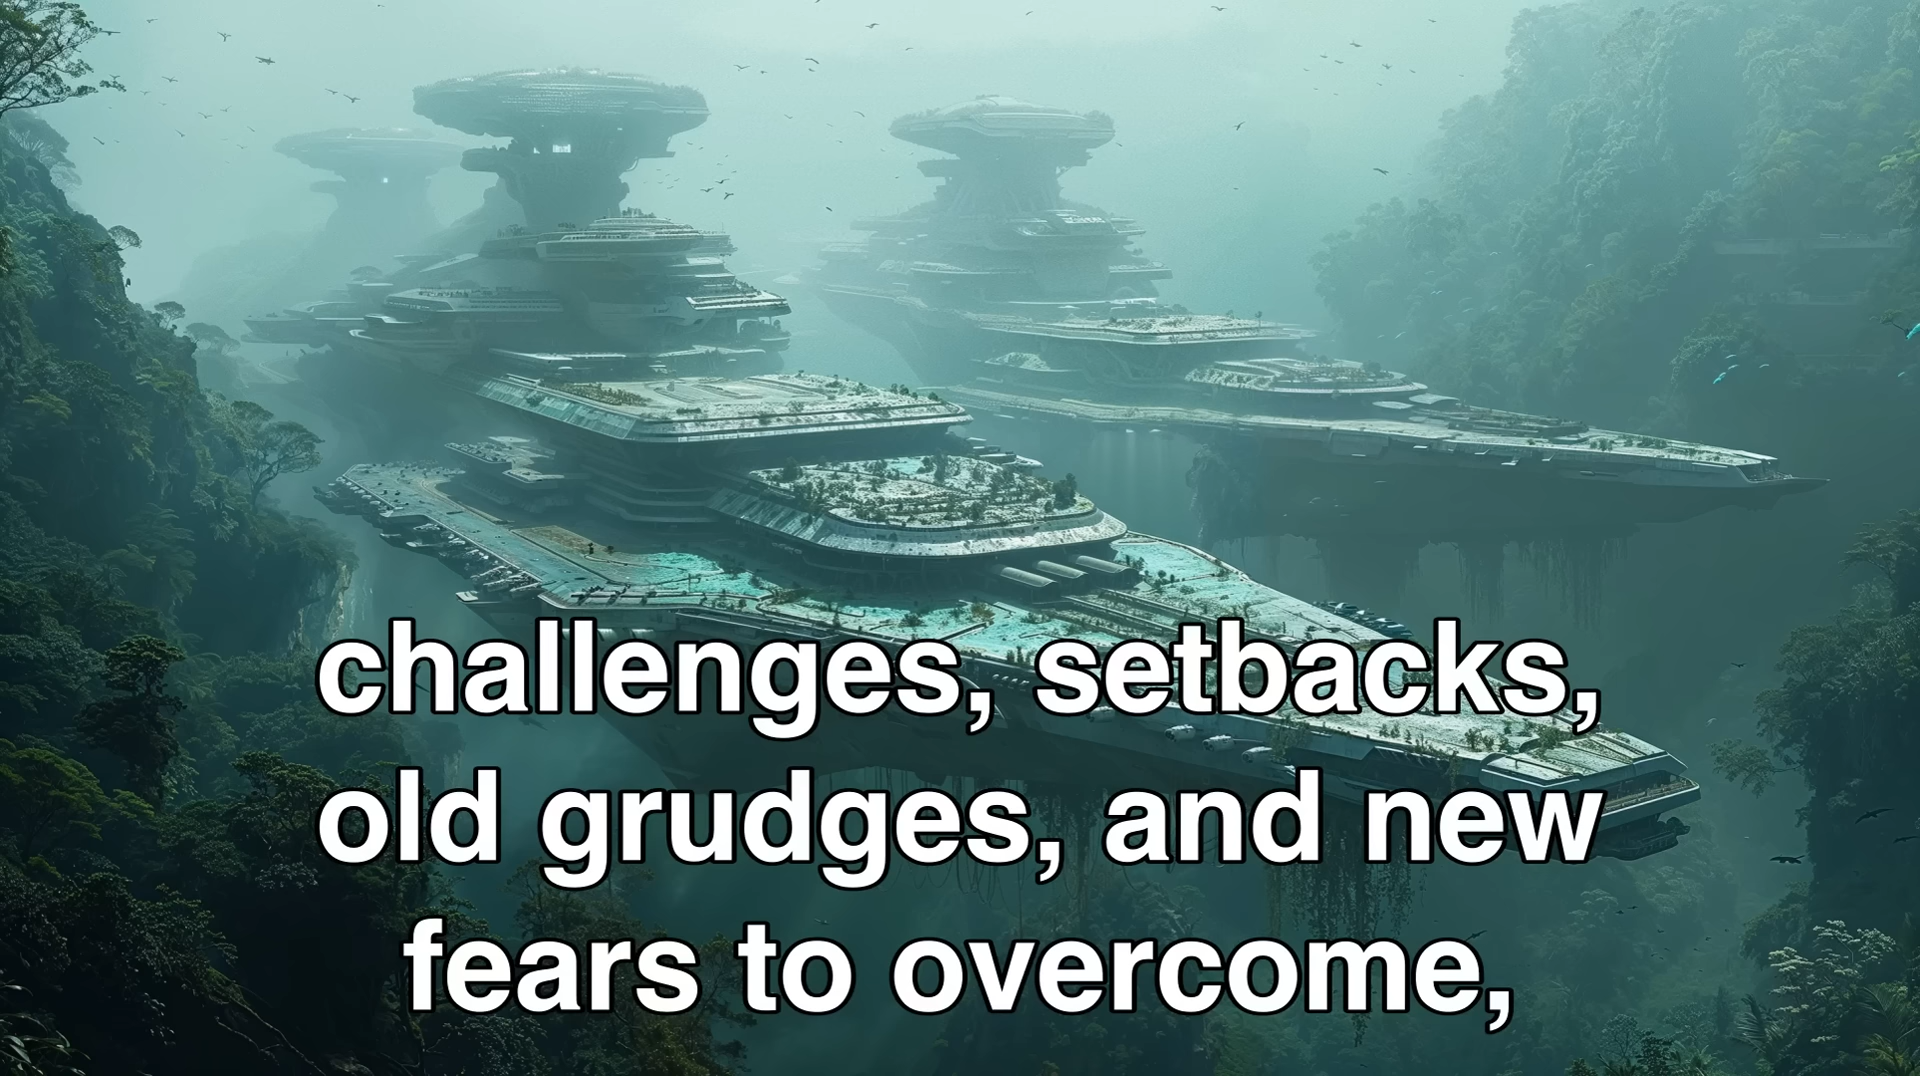 challenges, setbacks,
old grudges, and new
fears to overcome,